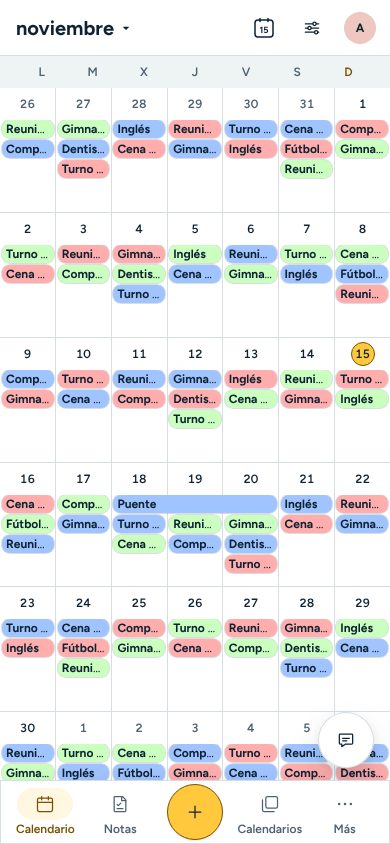 noviembre
15
A
L M X J V S D
26 27 28 29 30 31 1
Reuni... Gimna... Inglés Reuni... Turno ... Cena ... Comp...
Comp... Dentis... Cena ... Gimna... Inglés Fútbol... Gimna...
Turno ... Reuni...
2 3 4 5 6 7 8
Turno ... Reuni... Gimna... Inglés Reuni... Turno ... Cena ...
Cena ... Comp... Dentis... Cena ... Gimna... Inglés Fútbol...
Turno ... Reuni...
9 10 11 12 13 14 15
Comp... Turno ... Reuni... Gimna... Inglés Reuni... Turno ...
Gimna... Cena ... Comp... Dentis... Cena ... Gimna... Inglés
Turno ...
16 17 18 19 20 21 22
Cena ... Comp... Puente Inglés Reuni...
Fútbol... Gimna... Turno ... Reuni... Gimna... Cena ... Gimna...
Reuni... Cena ... Comp... Dentis...
Turno ...
23 24 25 26 27 28 29
Turno ... Cena ... Comp... Turno ... Reuni... Gimna... Inglés
Inglés Fútbol... Gimna... Cena ... Comp... Dentis... Cena ...
Reuni... Turno ...
30 1 2 3 4 5
Reuni... Turno ... Cena ... Comp... Turno ... Reuni...
Gimna... Inglés Fútbol... Gimna... Cena ... Comp... Dentis...
Calendario Notas Calendarios Más